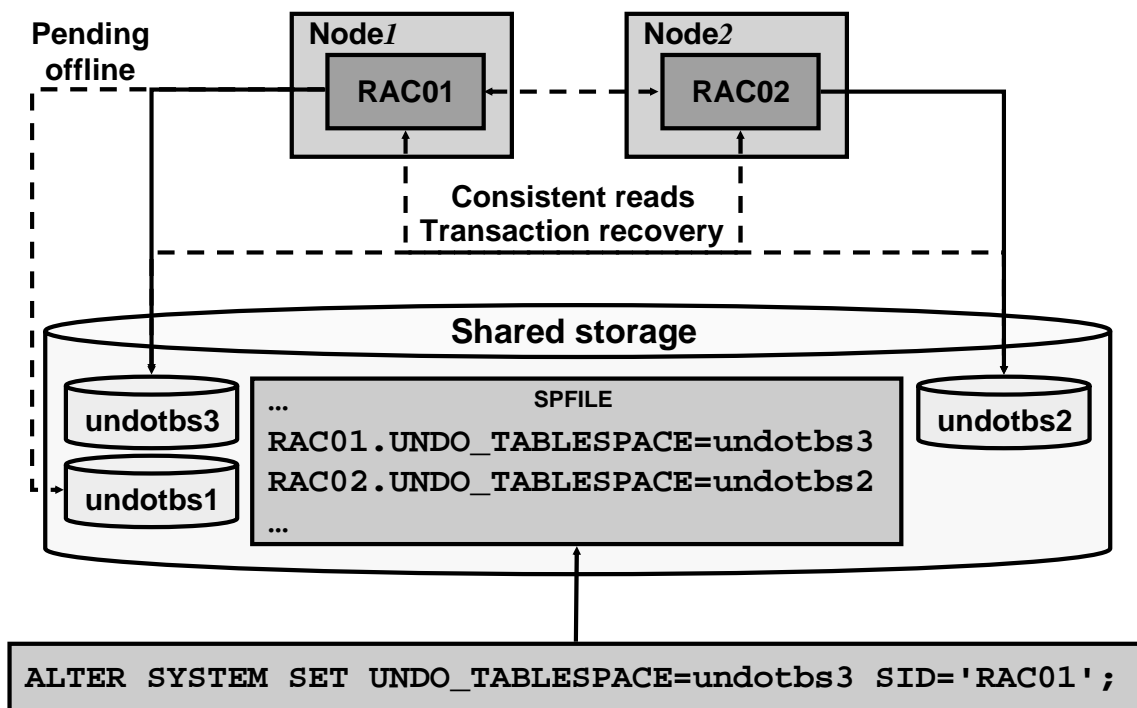 Pending
offline
Node1
RAC01
Node2
RAC02
Consistent reads
Transaction recovery
Shared storage
undotbs3
undotbs1
… SPFILE
RAC01.UNDO_TABLESPACE=undotbs3
RAC02.UNDO_TABLESPACE=undotbs2
…
undotbs2
ALTER SYSTEM SET UNDO_TABLESPACE=undotbs3 SID='RAC01';